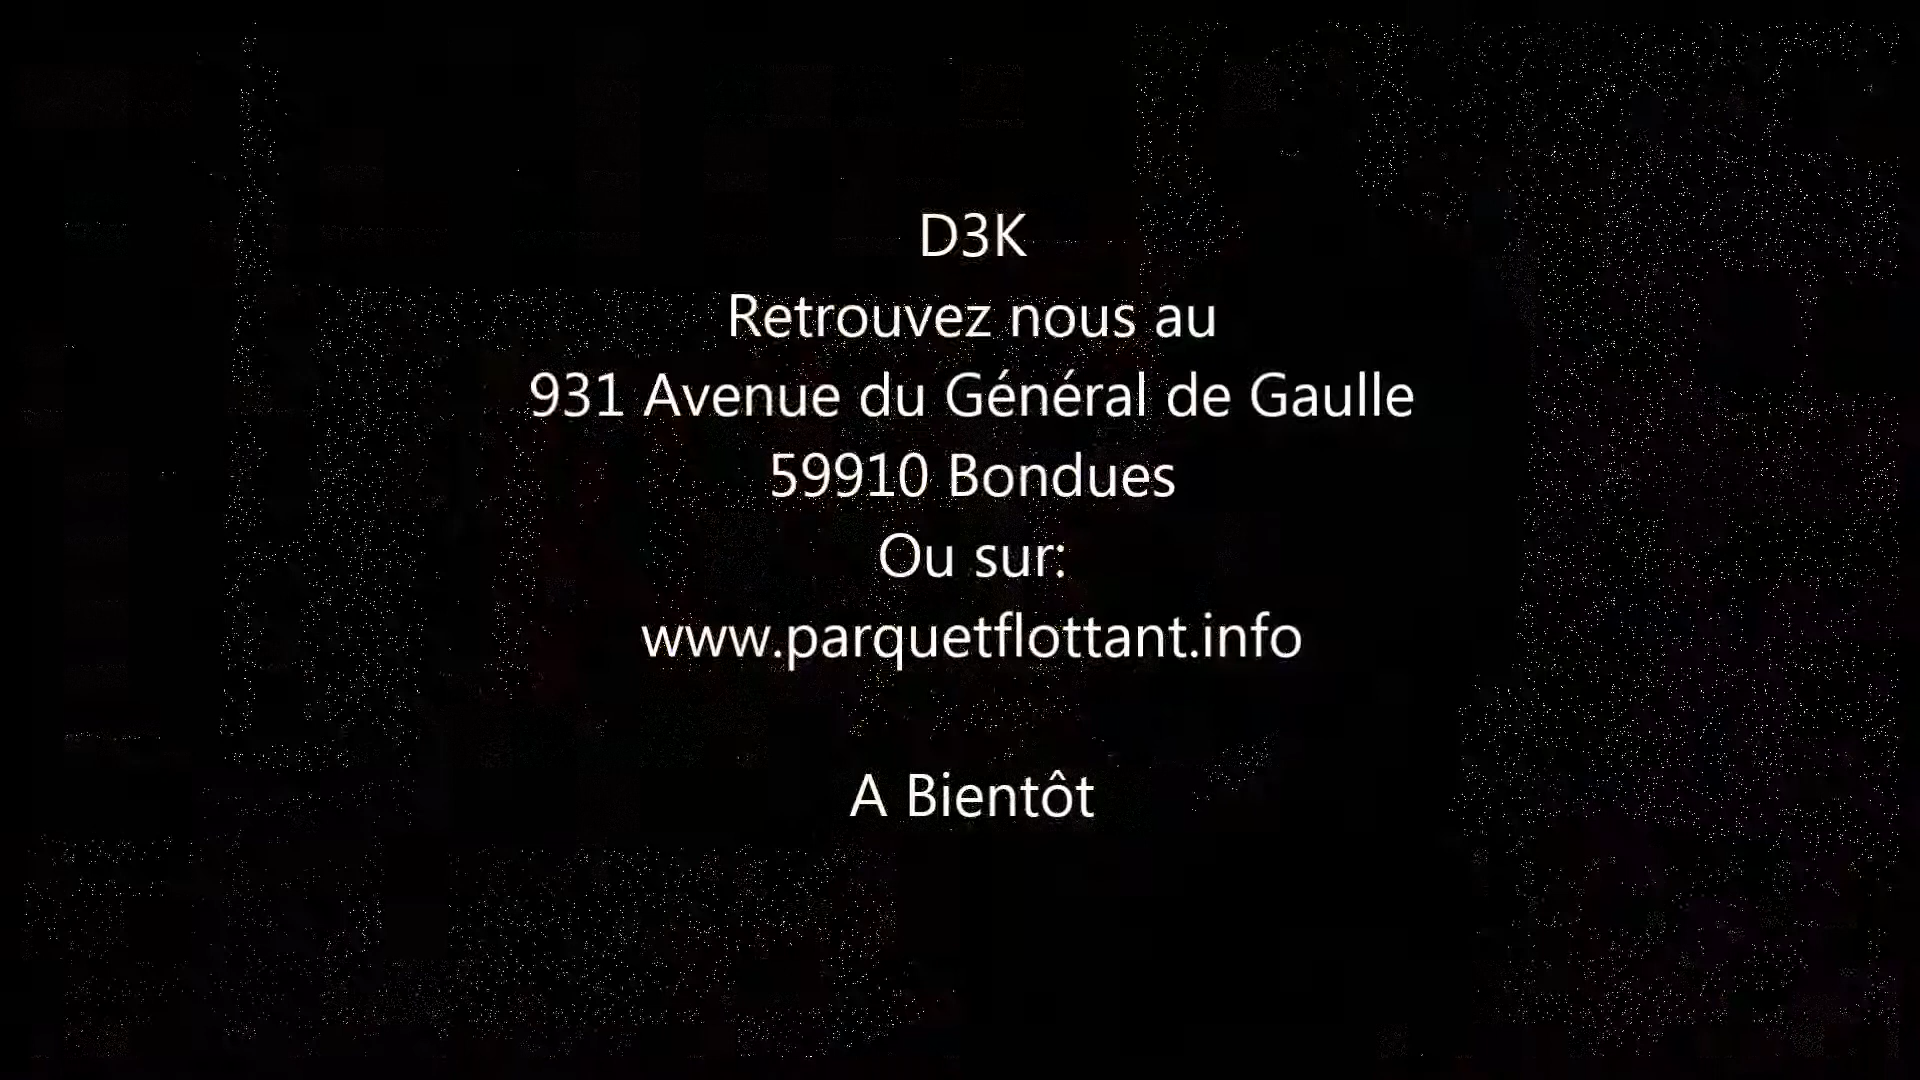 D3K
Retrouvez nous au
931 Avenue du Général de Gaulle
59910 Bondues
Ou sur:
www.parquetflottant.info
A Bientôt